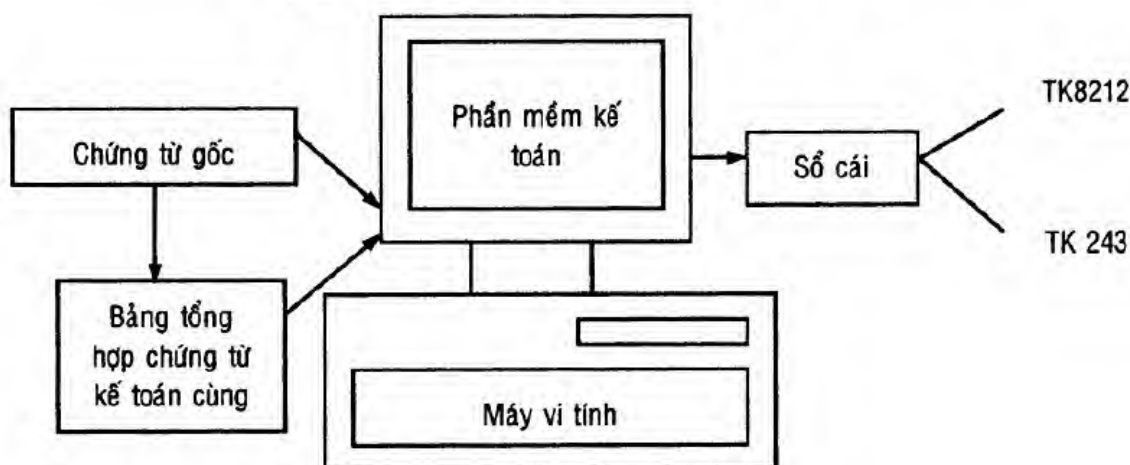 Chứng từ gốc
Bảng tổng
hợp chứng từ
kế toán cùng
Phần mềm kế
toán
Máy vi tính
Sổ cái
TK8212
TK 243